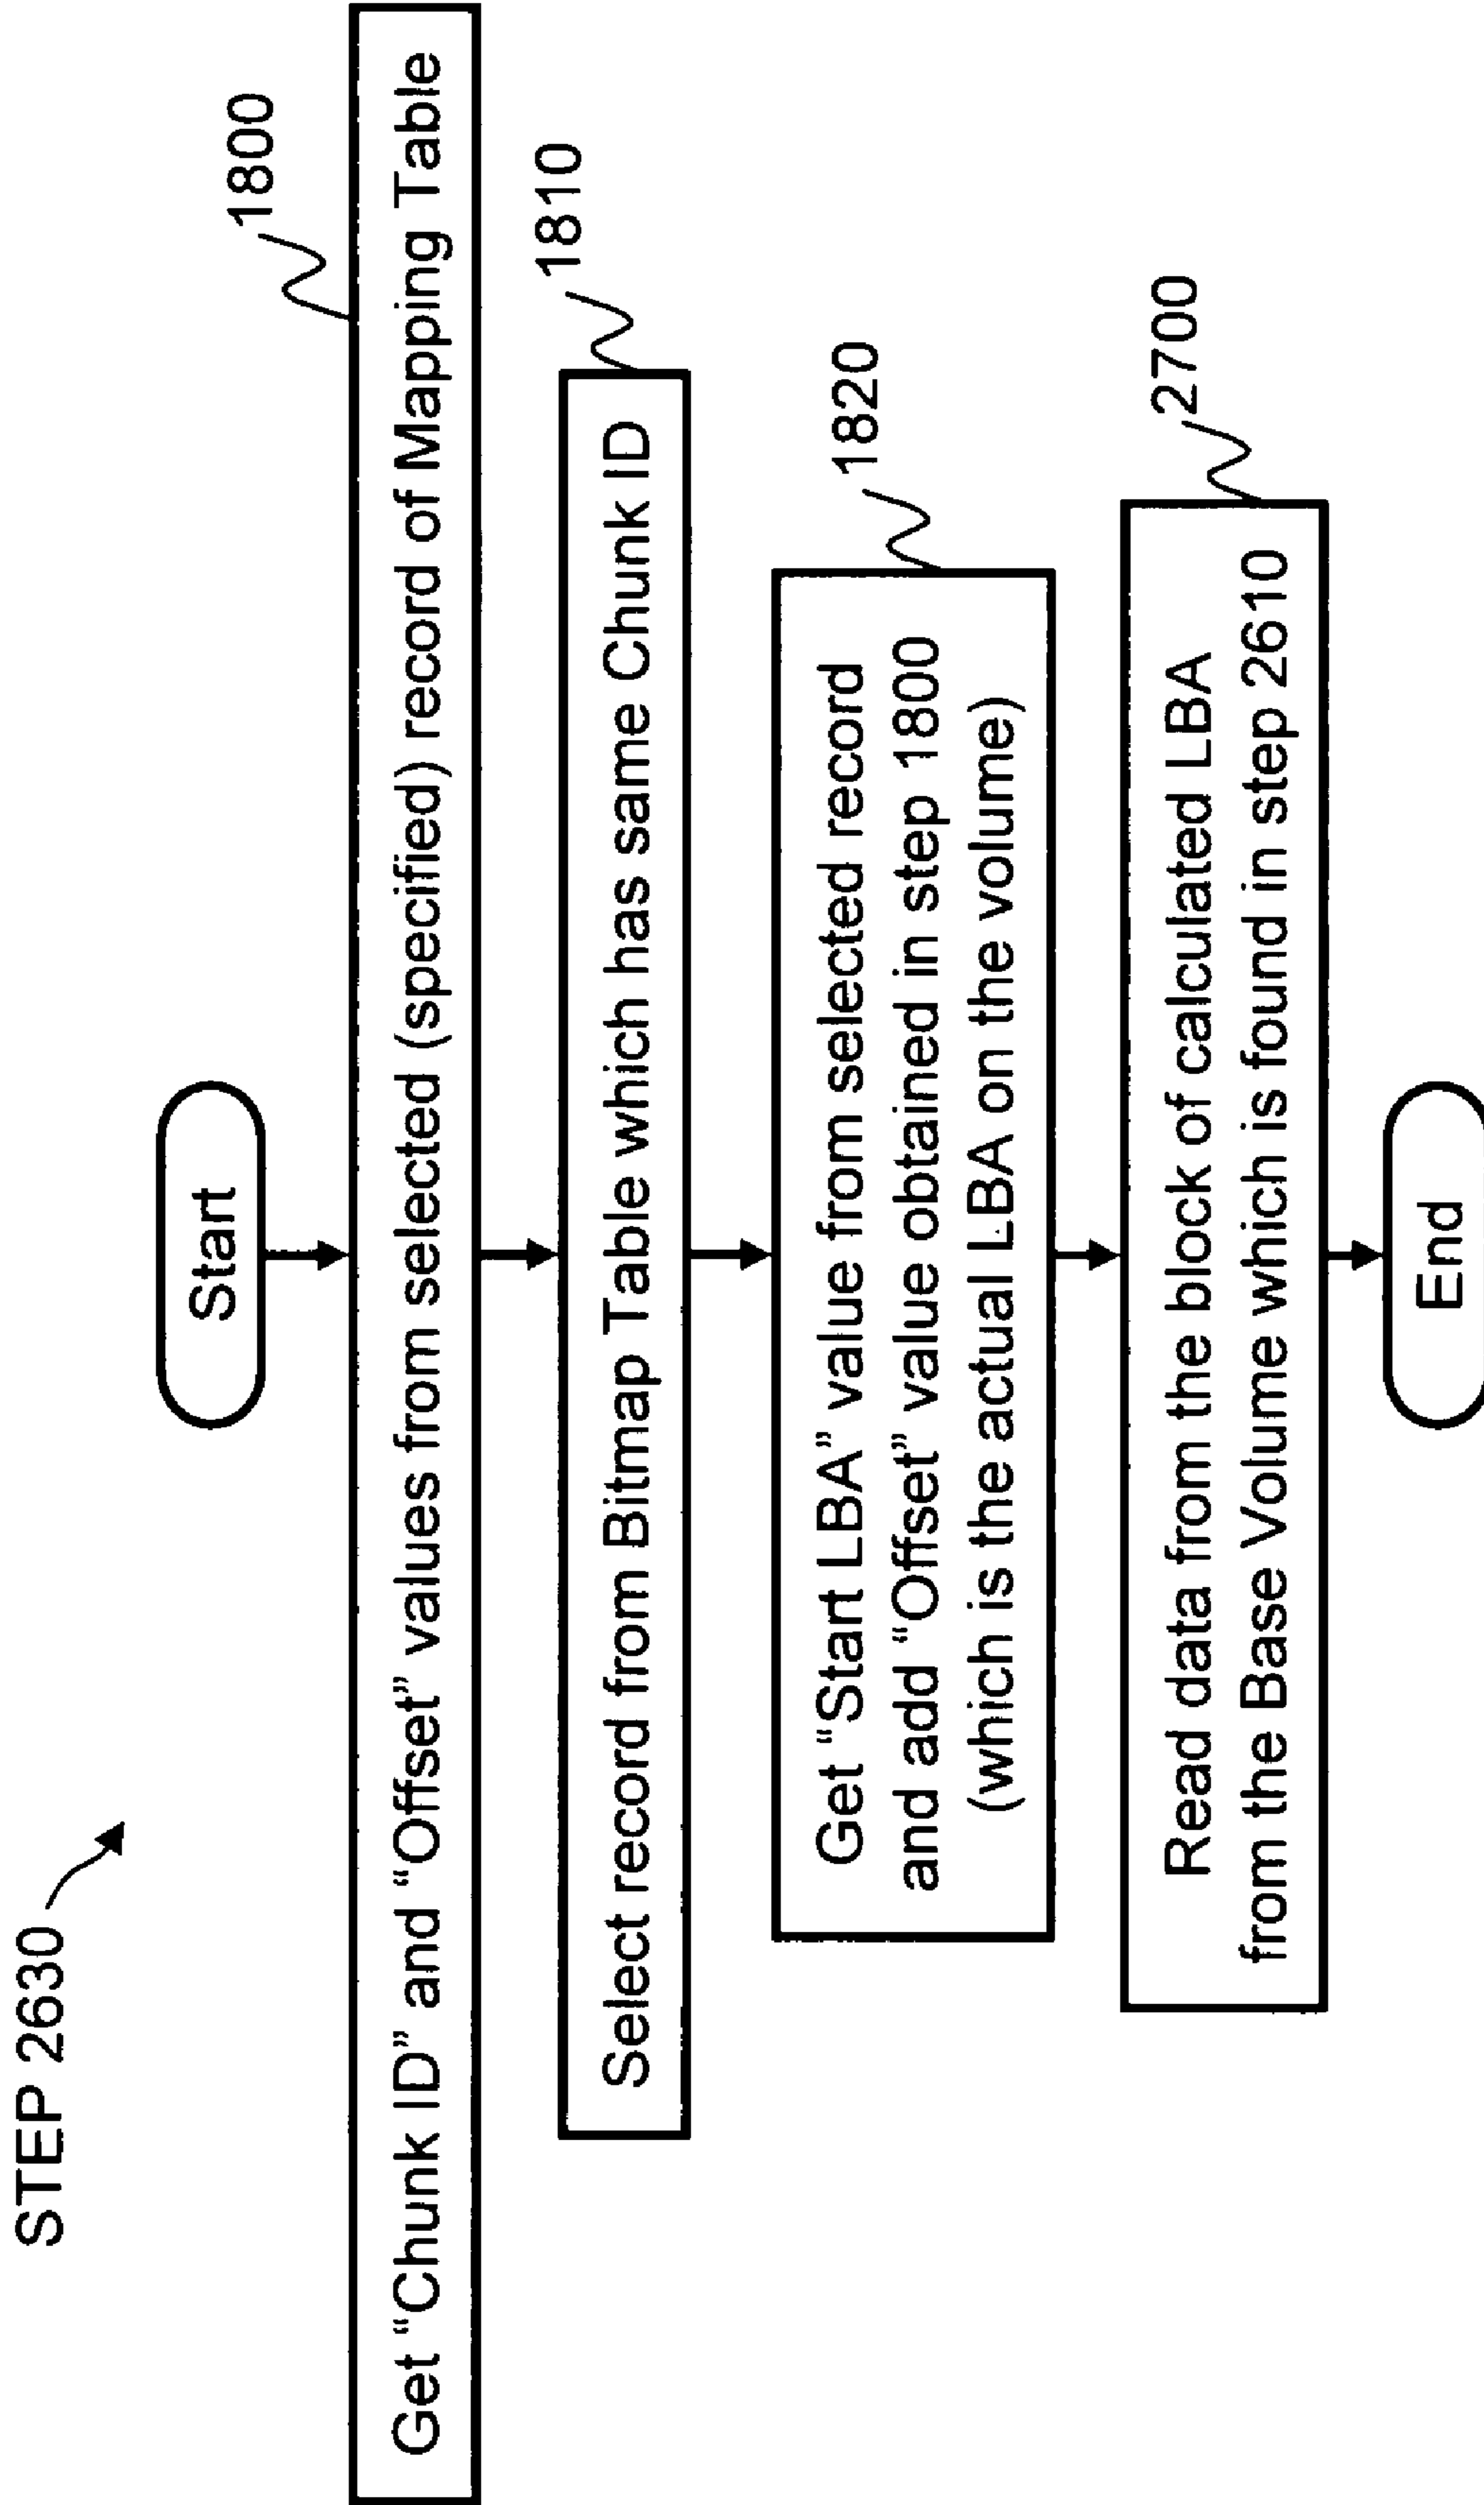 STEP 2630
Start
1800
Get “Chunk ID” and “Offset” values from selected (specified) record of Mapping Table
1810
Select record from Bitmap Table which has same Chunk ID
1820
Get “Start LBA” value from selected record
and add “Offset” value obtained in step 1800
(which is the actual LBA on the volume)
2700
Read data from the block of calculated LBA
from the Base Volume which is found in step 2610
End